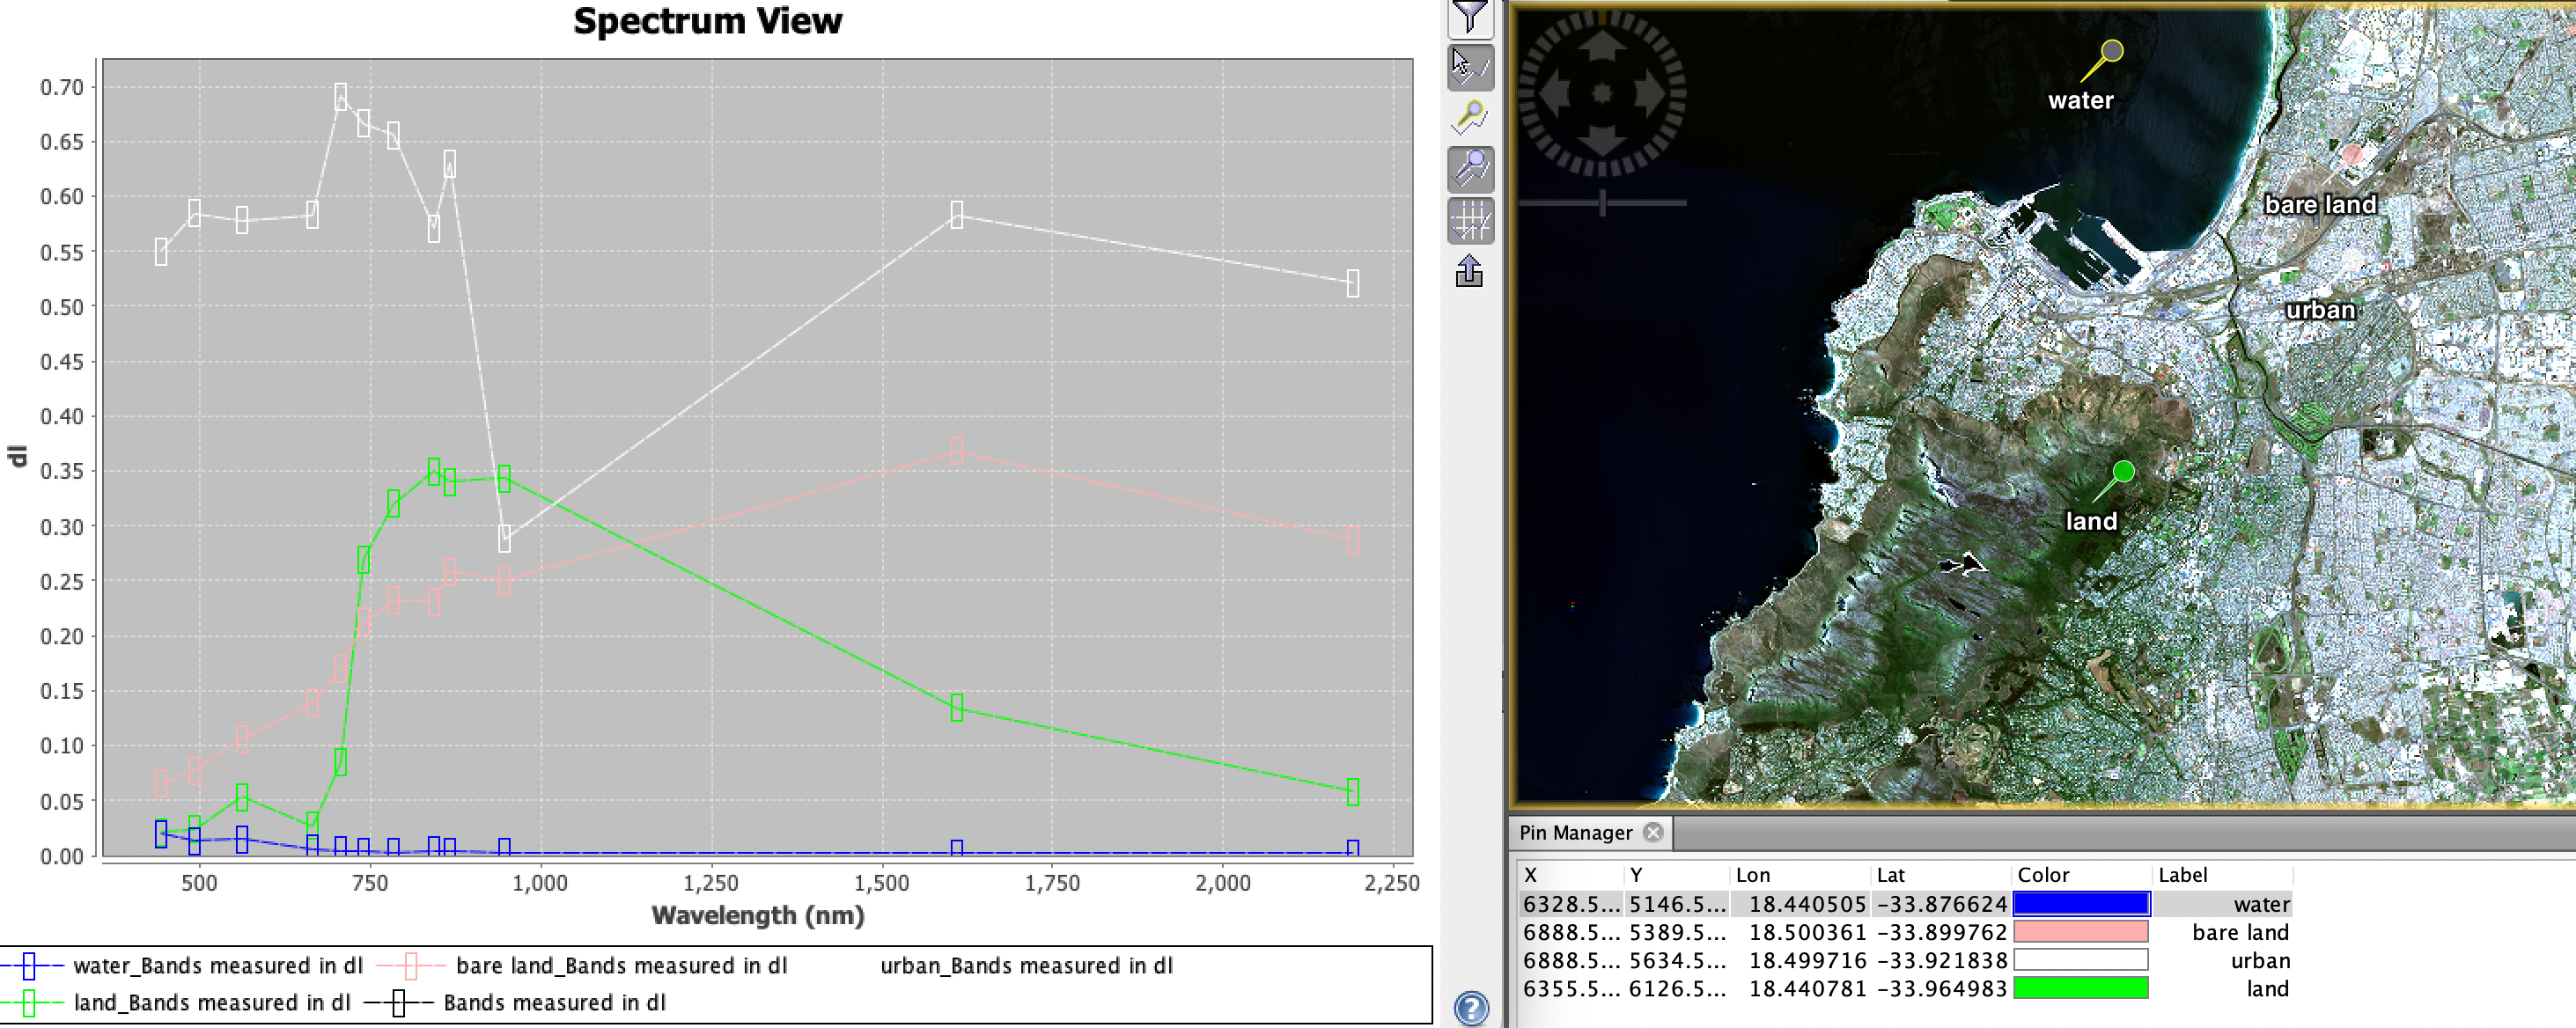 Spectrum View
0.70
0.65
0.60
0.55
0.50
0.45
0.40
0.35
0.30
0.25
0.20
0.15
0.10
0.05
0.00
dl
500 750 1,000 1,250 1,500 1,750 2,000 2,250
Wavelength (nm)
water_Bands measured in dl bare land_Bands measured in dl urban_Bands measured in dl
land_Bands measured in dl Bands measured in dl
water
bare land
urban
land
Pin Manager
X Y Lon Lat Color Label
6328.5... 5146.5... 18.440505 -33.876624 water
6888.5... 5389.5... 18.500361 -33.899762 bare land
6888.5... 5634.5... 18.499716 -33.921838 urban
6355.5... 6126.5... 18.440781 -33.964983 land
?